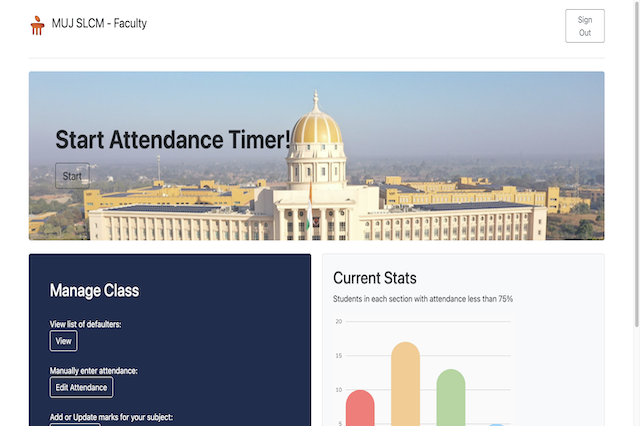 MUJ SLCM - Faculty
Sign
Out
Start Attendance Timer!
Start
Manage Class
View list of defaulters:
View
Manually enter attendance:
Edit Attendance
Add or Update marks for your subject:
Current Stats
Students in each section with attendance less than 75%
20
15
10
5